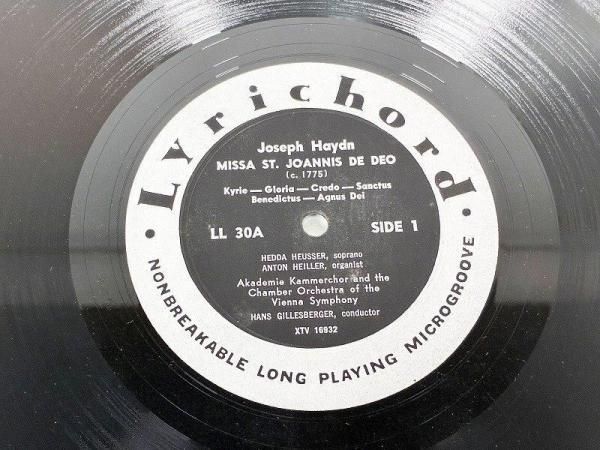 • Lyrichord •
Joseph Haydn
MISSA ST. JOANNIS DE DEO
(c. 1775)
Kyrie — Gloria — Credo — Sanctus
Benedictus — Agnus Dei
LL 30A SIDE 1
HEDDA HEUSSER, soprano
ANTON HEILLER, organist
Akademie Kammerchor and the
Chamber Orchestra of the
Vienna Symphony
HANS GILLESBERGER, conductor
XTV 16932
NONBREAKABLE LONG PLAYING MICROGROOVE